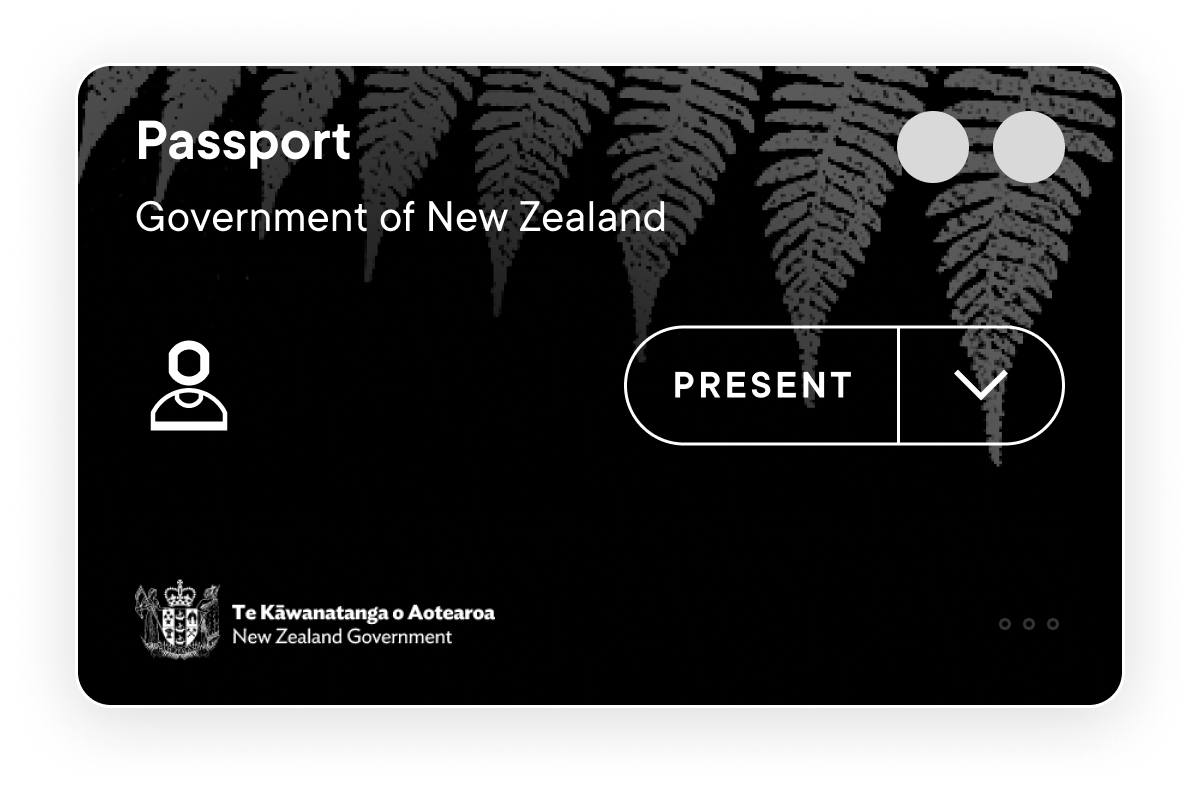 Passport
Government of New Zealand
PRESENT
Te Kāwanatanga o Aotearoa
New Zealand Government